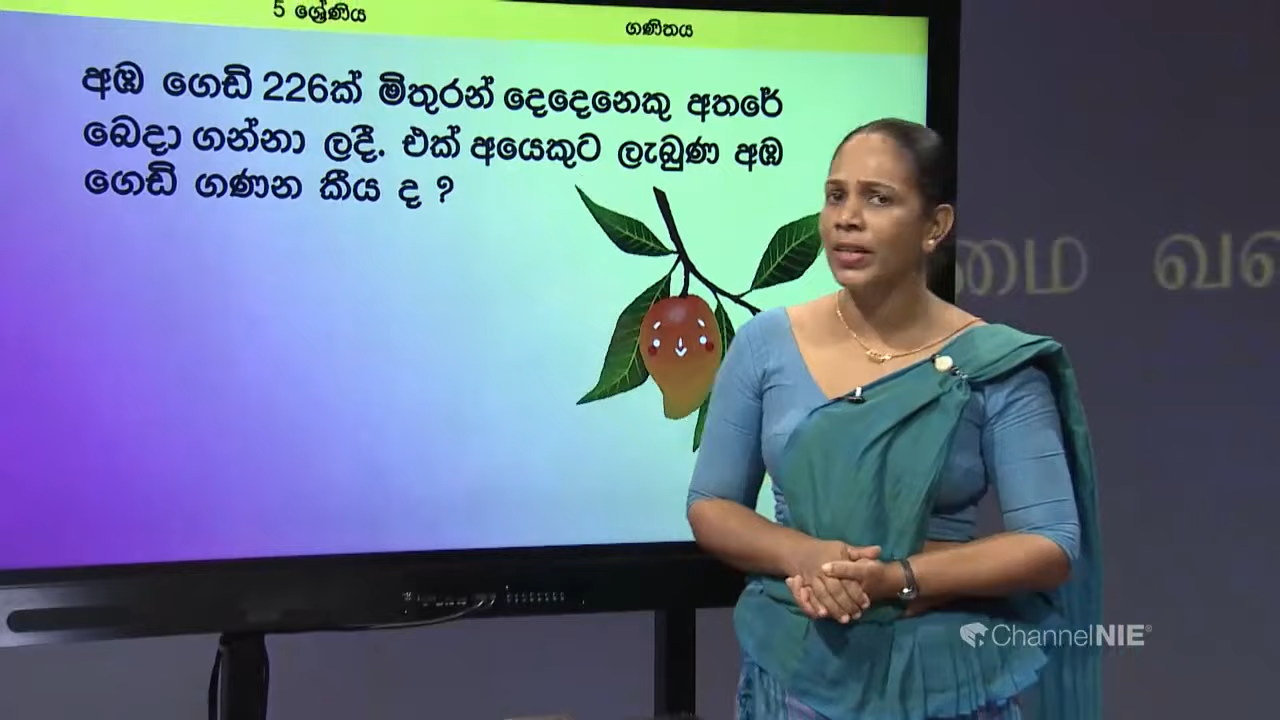 5 ශ්‍රේණිය
ගණිතය
අඹ ගෙඩි 226ක් මිතුරන් දෙදෙනෙකු අතරේ
බෙදා ගන්නා ලදී. එක් අයෙකුට ලැබුණ අඹ
ගෙඩි ගණන කීය ද ?
ChannelNIE®